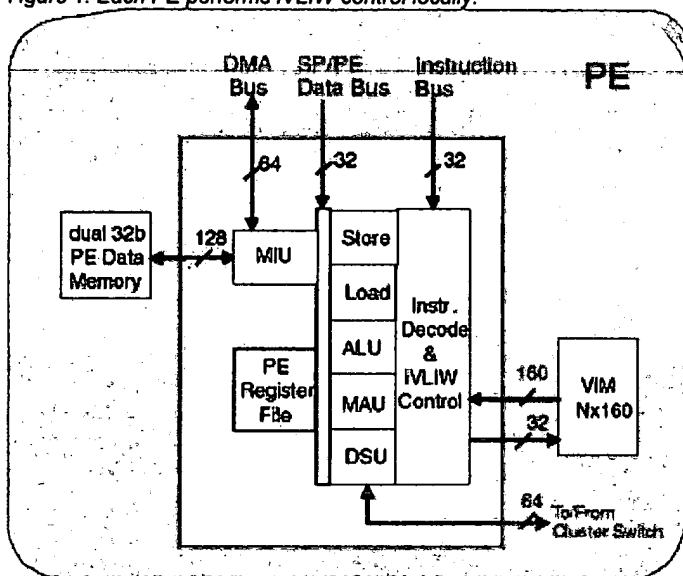 Figure 1. Each PE performs iVLIW control locally.
DMA Bus
SP/PE Data Bus
Instruction Bus
PE
64
32
32
dual 32b
PE Data
Memory
128
MIU
Store
Load
ALU
MAU
DSU
PE
Register
File
Instr.
Decode
&
iVLIW
Control
160
32
VIM
Nx160
64
To/From
Cluster Switch